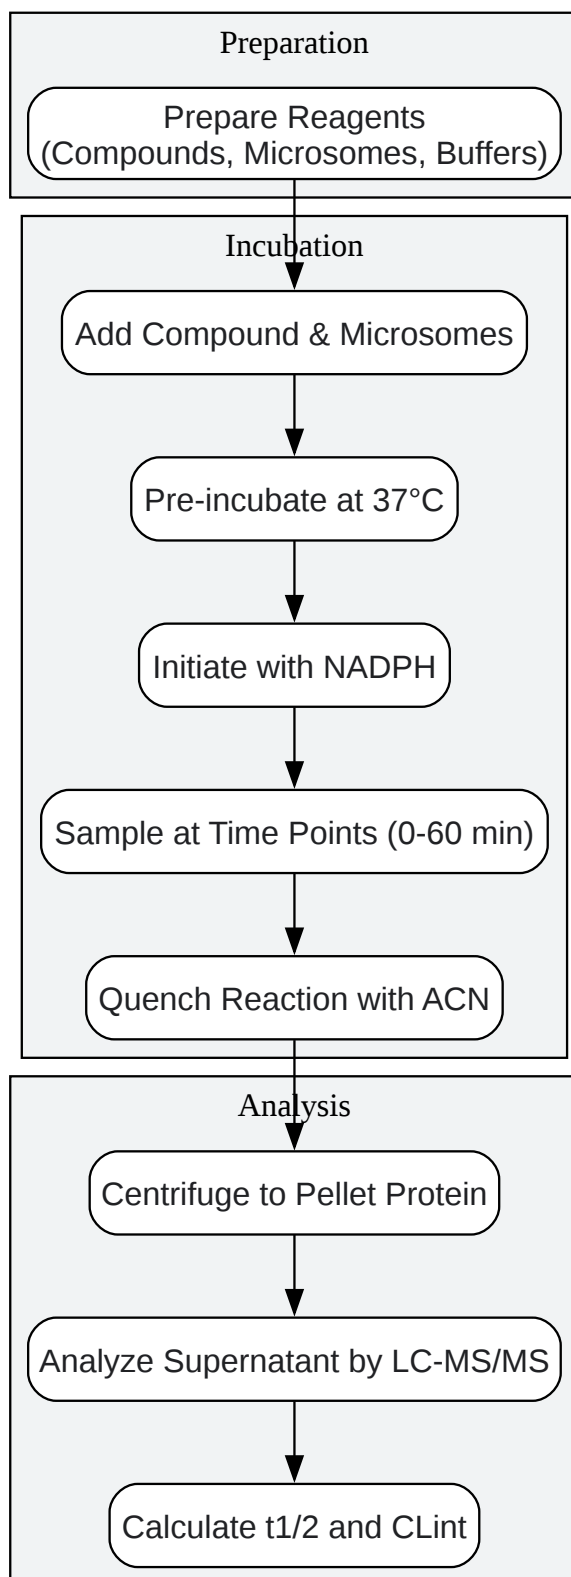 Preparation
Prepare Reagents
(Compounds, Microsomes, Buffers)
Incubation
Add Compound & Microsomes
Pre-incubate at 37°C
Initiate with NADPH
Sample at Time Points (0-60 min)
Quench Reaction with ACN
Analysis
Centrifuge to Pellet Protein
Analyze Supernatant by LC-MS/MS
Calculate t1/2 and CLint